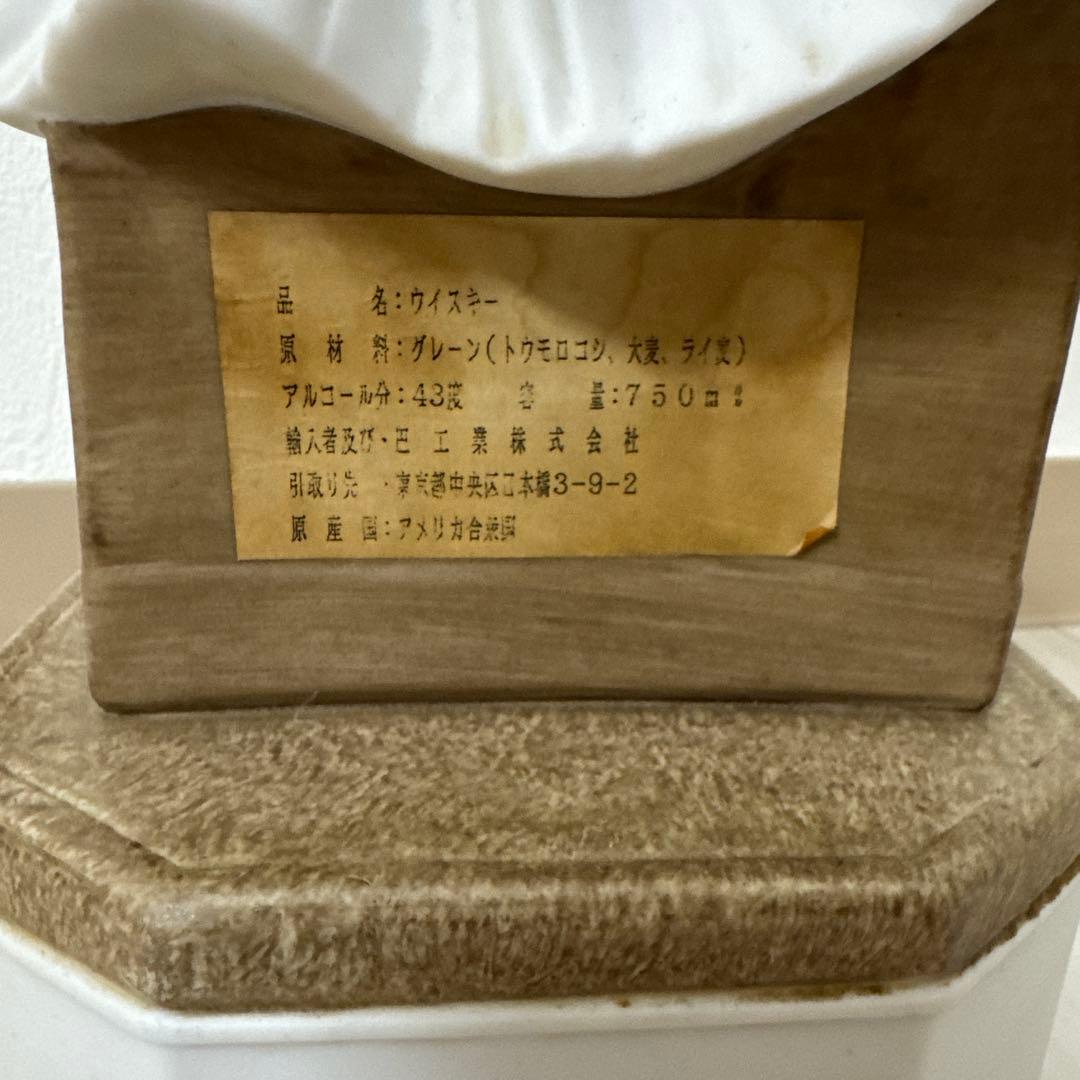 品名：ウイスキー
原材料：グレーン(トウモロコシ、大麦、ライ麦)
アルコール分：43度 容量：750mℓ
輸入者及び・巴工業株式会社
引取り先・東京都中央区日本橋3-9-2
原産国：アメリカ合衆国